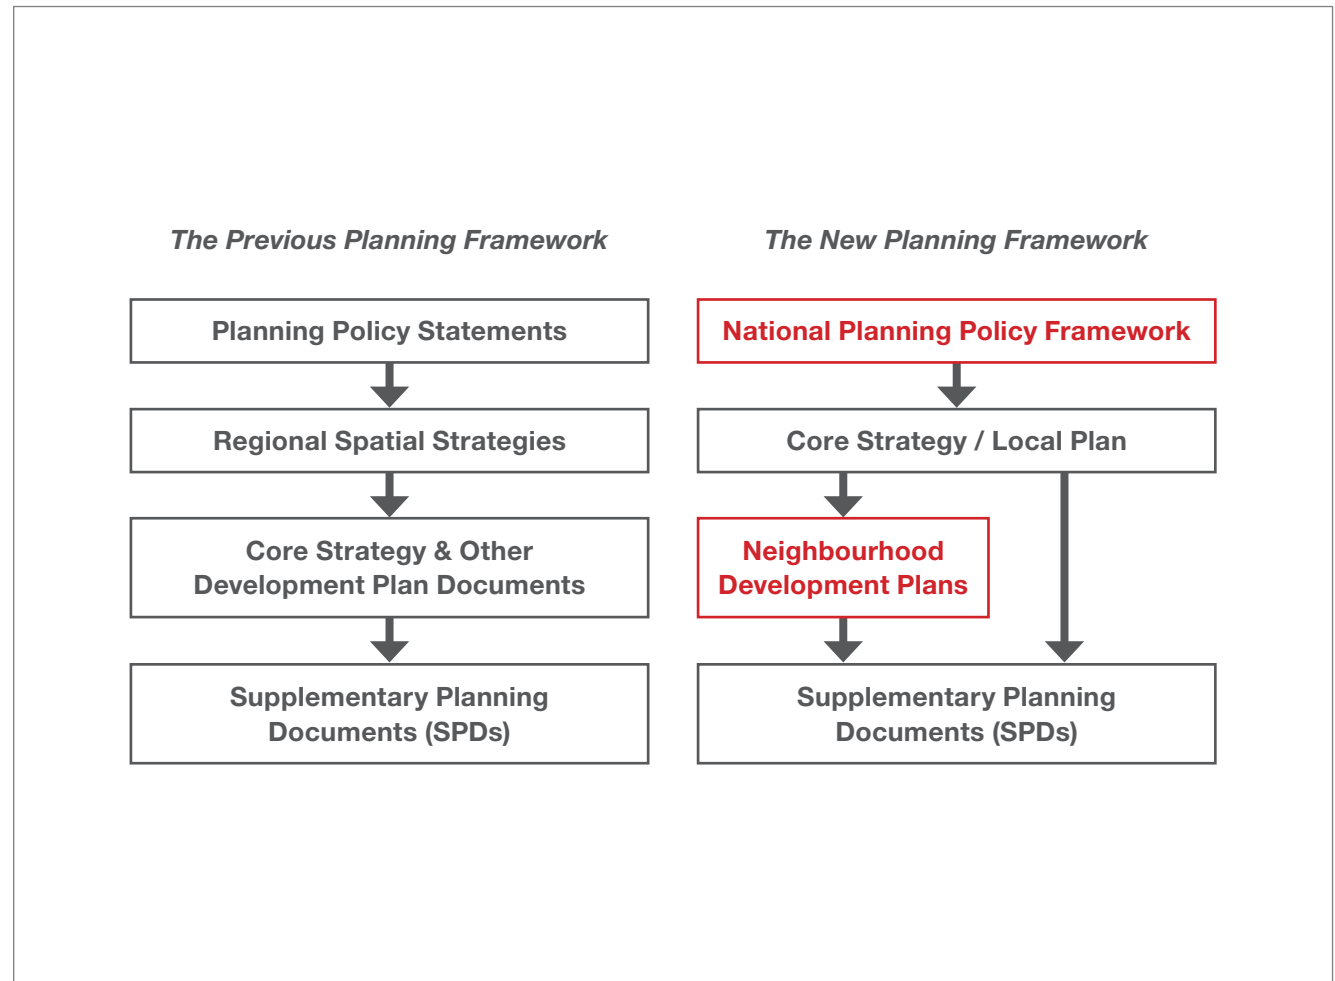 The Previous Planning Framework
Planning Policy Statements
Regional Spatial Strategies
Core Strategy & Other
Development Plan Documents
Supplementary Planning
Documents (SPDs)
The New Planning Framework
National Planning Policy Framework
Core Strategy / Local Plan
Neighbourhood
Development Plans
Supplementary Planning
Documents (SPDs)